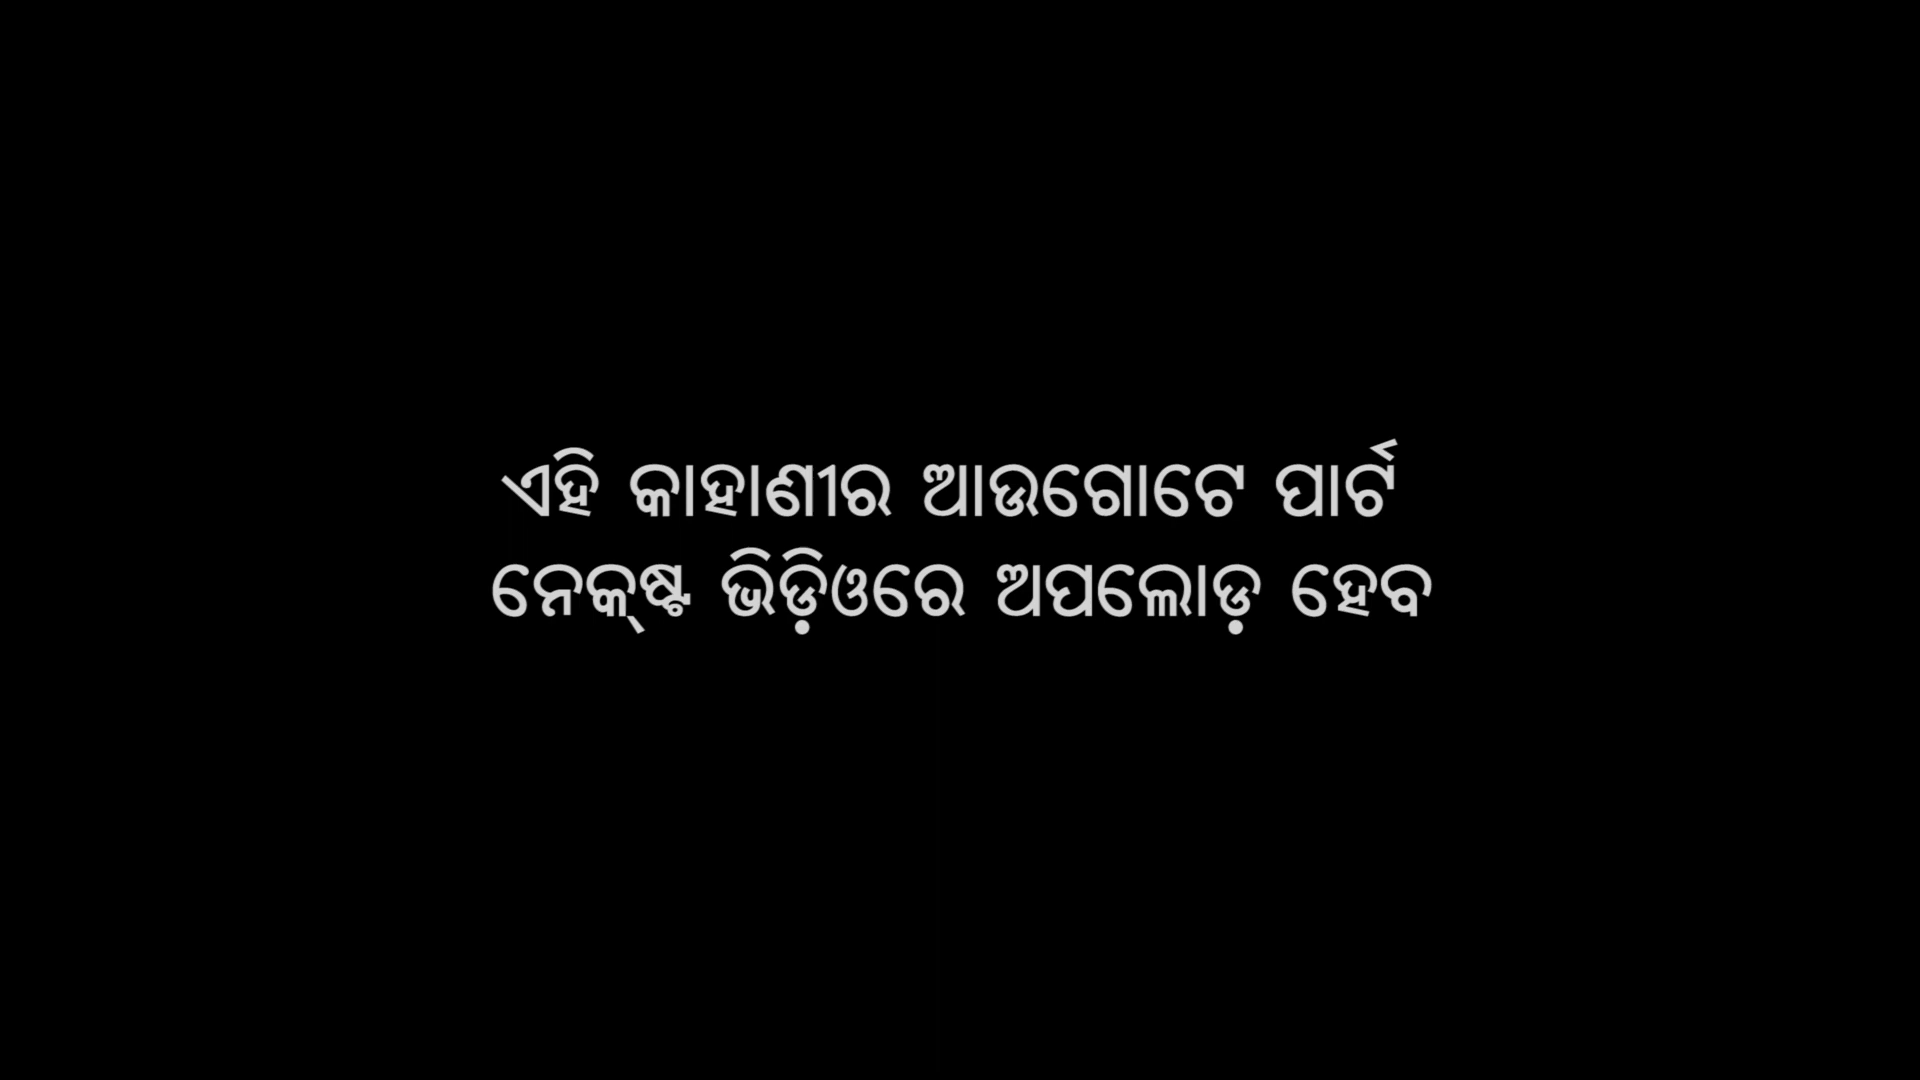 ଏହି କାହାଣୀର ଆଉଗୋଟେ ପାର୍ଟ
ନେକ୍‌ଷ୍ଟ ଭିଡ଼ିଓରେ ଅପଲୋଡ଼ ହେବ